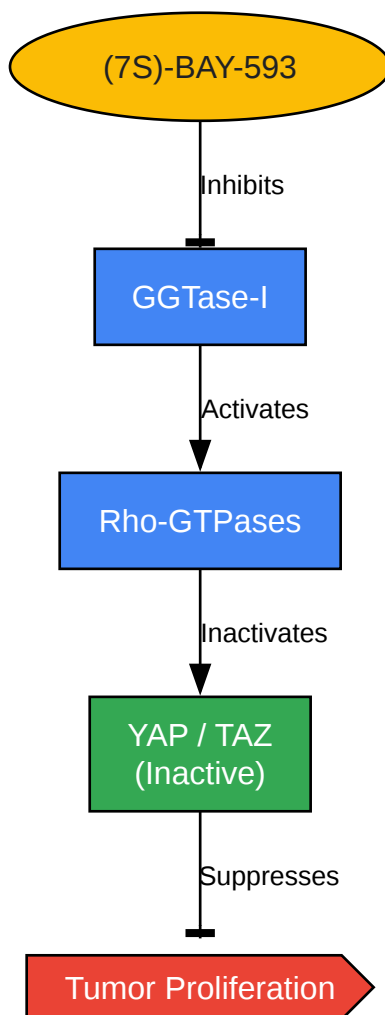 (7S)-BAY-593
Inhibits
GGTase-I
Activates
Rho-GTPases
Inactivates
YAP / TAZ
(Inactive)
Suppresses
Tumor Proliferation